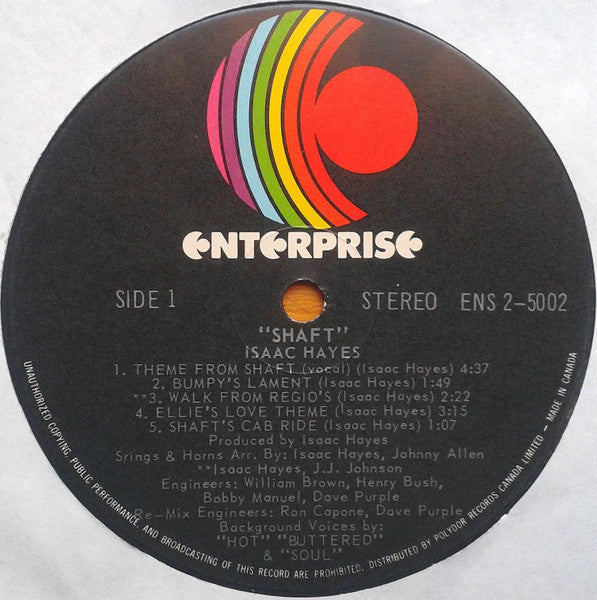 ENTERPRISE
SIDE 1
STEREO ENS 2-5002
"SHAFT"
ISAAC HAYES
1. THEME FROM SHAFT (vocal) (Isaac Hayes) 4:37
2. BUMPY'S LAMENT (Isaac Hayes) 1:49
**3. WALK FROM REGIO'S (Isaac Hayes) 2:22
4. ELLIE'S LOVE THEME (Isaac Hayes) 3:15
5. SHAFT'S CAB RIDE (Isaac Hayes) 1:07
Produced by Isaac Hayes
Srings & Horns Arr. By: Isaac Hayes, Johnny Allen
**Isaac Hayes, J.J. Johnson
Engineers: William Brown, Henry Bush,
Bobby Manuel, Dave Purple
Re-Mix Engineers: Ron Capone, Dave Purple
Background Voices by:
"HOT" "BUTTERED"
& "SOUL"
UNAUTHORIZED COPYING, PUBLIC PERFORMANCE AND BROADCASTING OF THIS RECORD ARE PROHIBITED. DISTRIBUTED BY POLYDOR RECORDS CANADA LIMITED – MADE IN CANADA